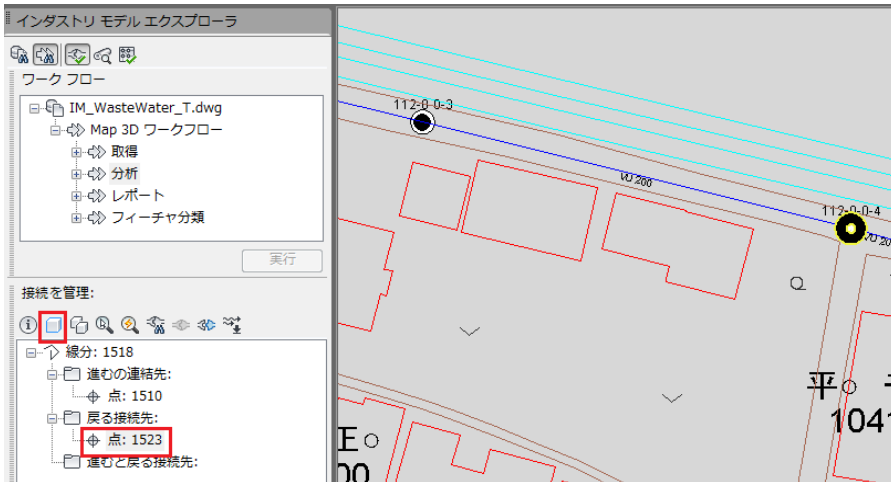 インダストリ モデル エクスプローラ
ワーク フロー
IM_WasteWater_T.dwg
Map 3D ワークフロー
取得
分析
レポート
フィーチャ分類
実行
接続を管理:
線分: 1518
進むの連結先:
点: 1510
戻る接続先:
点: 1523
進むと戻る接続先:
112-0-0-3
VU 200
112-0-0-4
VU 20
平
1041
王
00